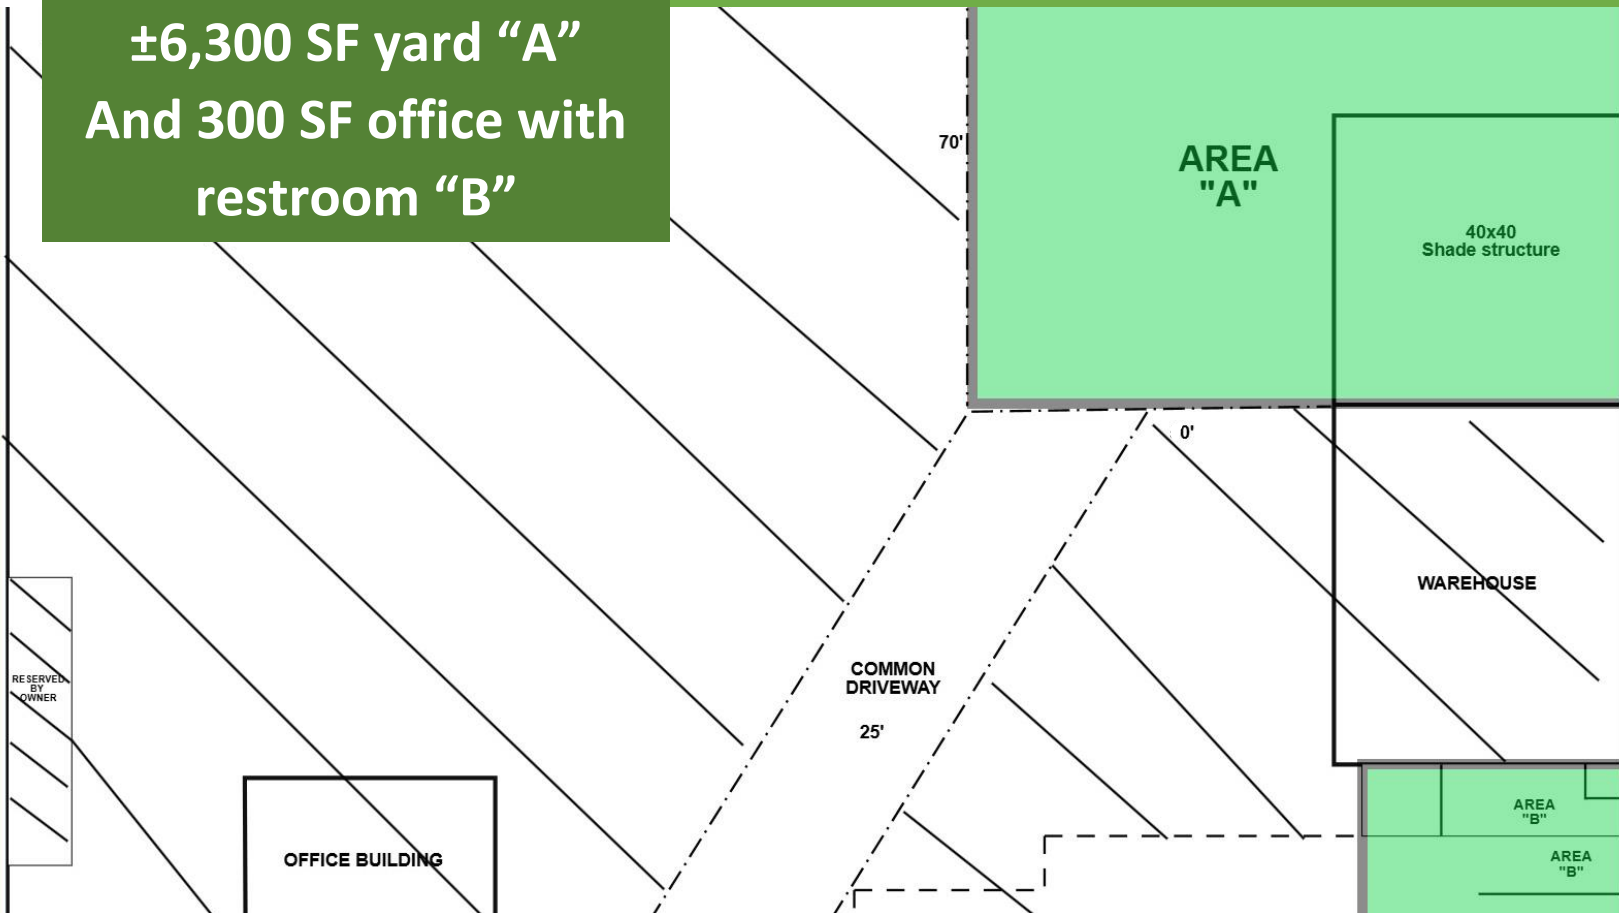 ±6,300 SF yard “A”
And 300 SF office with
restroom “B”
70'
AREA
"A"
40x40
Shade structure
0'
WAREHOUSE
RESERVED
BY
OWNER
COMMON
DRIVEWAY
25'
AREA
"B"
OFFICE BUILDING
AREA
"B"